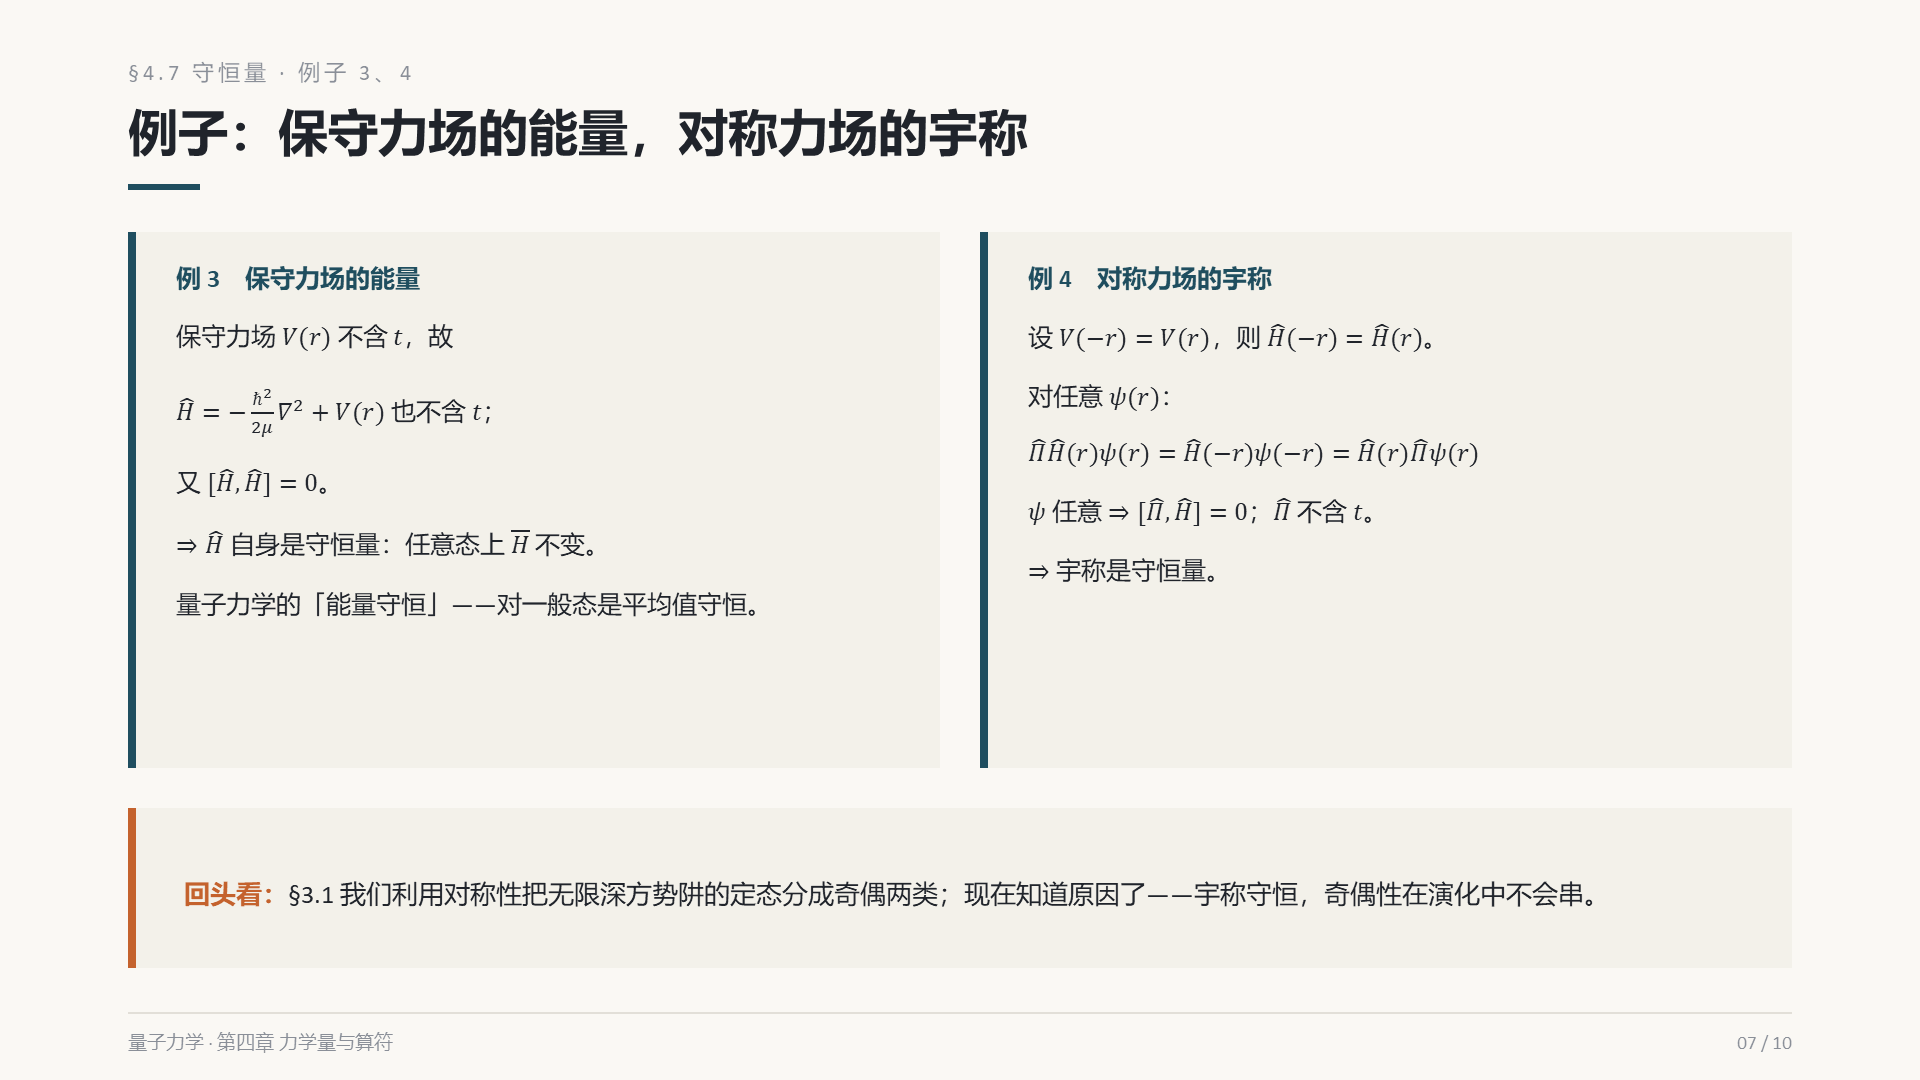 §4.7 守恒量 · 例子 3、4
例子：保守力场的能量，对称力场的宇称
例 3　保守力场的能量
保守力场 V(r) 不含 t，故
Ĥ = −ħ²/2μ ∇² + V(r) 也不含 t；
又 [Ĥ, Ĥ] = 0。
⇒ Ĥ 自身是守恒量：任意态上 H̅ 不变。
量子力学的「能量守恒」——对一般态是平均值守恒。
例 4　对称力场的宇称
设 V(−r) = V(r)，则 Ĥ(−r) = Ĥ(r)。
对任意 ψ(r)：
Π̂Ĥ(r)ψ(r) = Ĥ(−r)ψ(−r) = Ĥ(r)Π̂ψ(r)
ψ 任意 ⇒ [Π̂, Ĥ] = 0；Π̂ 不含 t。
⇒ 宇称是守恒量。
回头看：§3.1 我们利用对称性把无限深方势阱的定态分成奇偶两类；现在知道原因了——宇称守恒，奇偶性在演化中不会串。
量子力学 · 第四章 力学量与算符
07 / 10